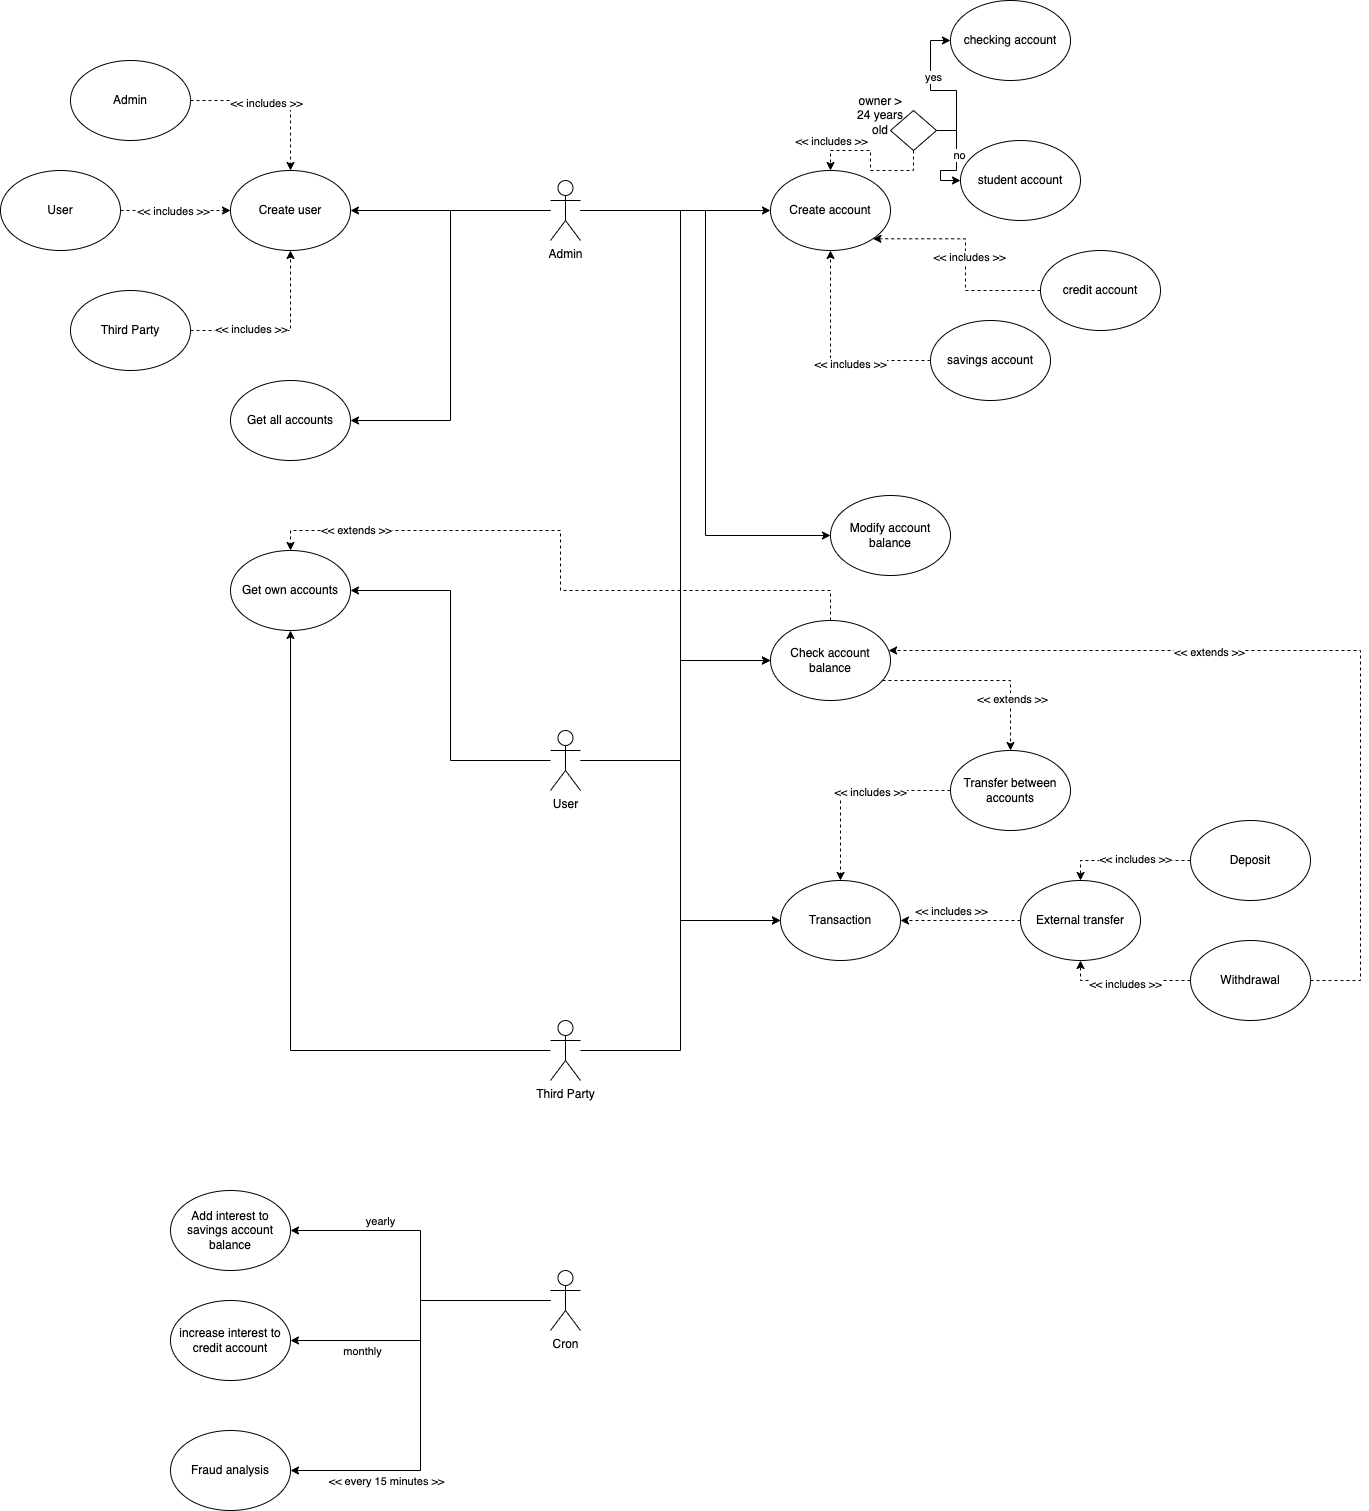 checking account
yes
Admin
<< includes >>
owner >
24 years
old
<< includes >>
no
student account
User
<< includes >>
Create user
Admin
Create account
<< includes >>
credit account
Third Party
<< includes >>
<< includes >>
savings account
Get all accounts
Modify account
balance
<< extends >>
Get own accounts
Check account
balance
<< extends >>
<< extends >>
User
Transfer between
accounts
<< includes >>
<< includes >>
Deposit
Transaction
<< includes >>
External transfer
<< includes >>
Withdrawal
Third Party
Add interest to
savings account
balance
yearly
Cron
increase interest to
credit account
monthly
Fraud analysis
<< every 15 minutes >>